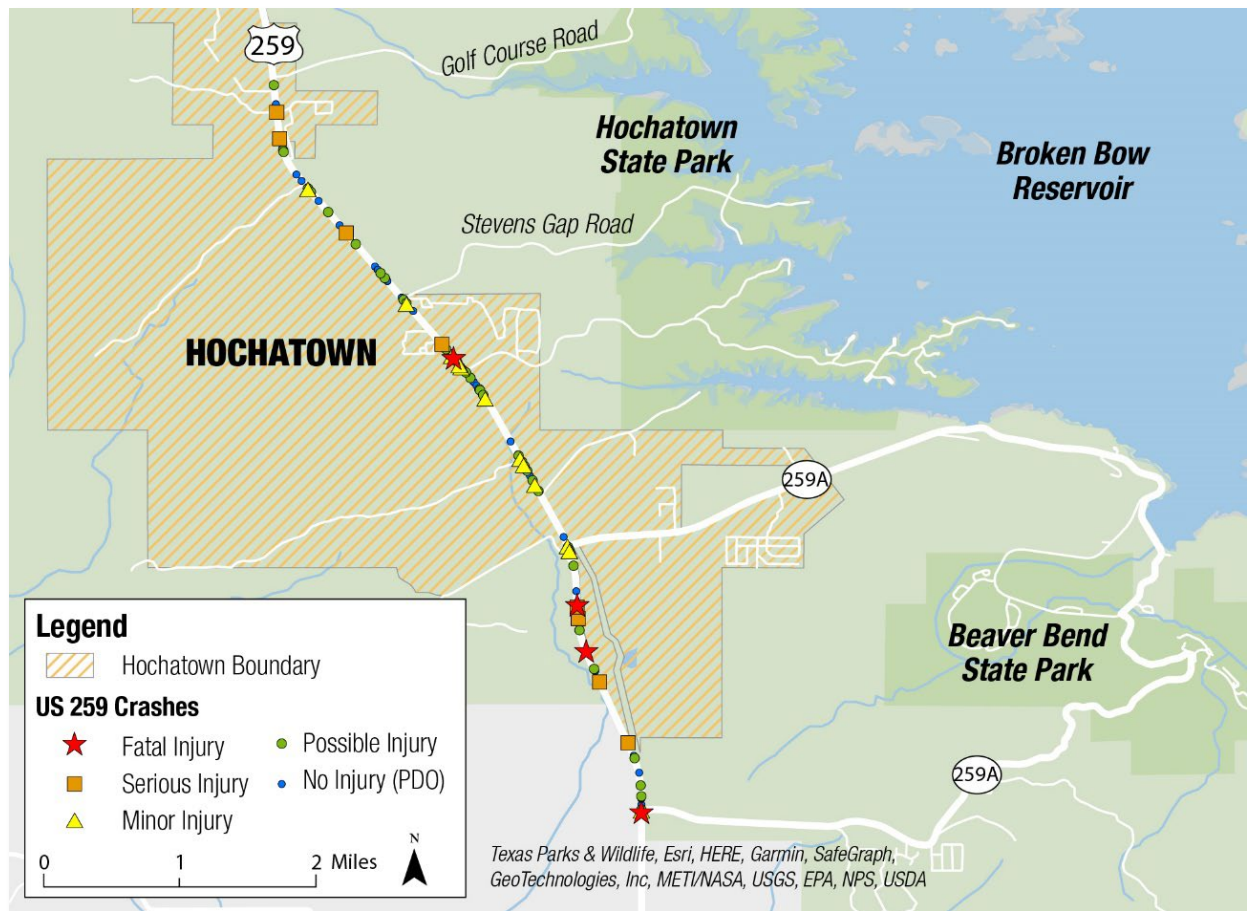 259
Golf Course Road
Hochatown
State Park
Broken Bow
Reservoir
Stevens Gap Road
HOCHATOWN
259A
Beaver Bend
State Park
259A
Legend
Hochatown Boundary
US 259 Crashes
Fatal Injury
Possible Injury
Serious Injury
No Injury (PDO)
Minor Injury
N
0 1 2 Miles
Texas Parks & Wildlife, Esri, HERE, Garmin, SafeGraph,
GeoTechnologies, Inc, METI/NASA, USGS, EPA, NPS, USDA